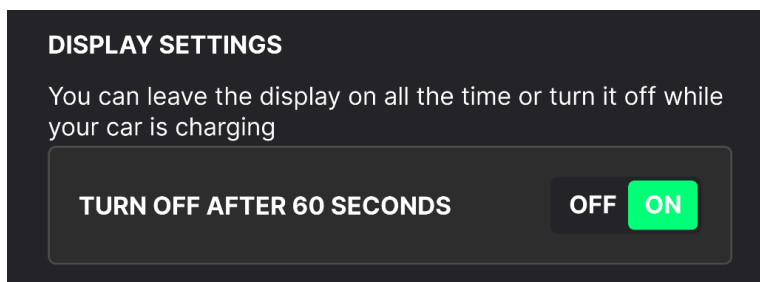 DISPLAY SETTINGS
You can leave the display on all the time or turn it off while
your car is charging
TURN OFF AFTER 60 SECONDS OFF ON